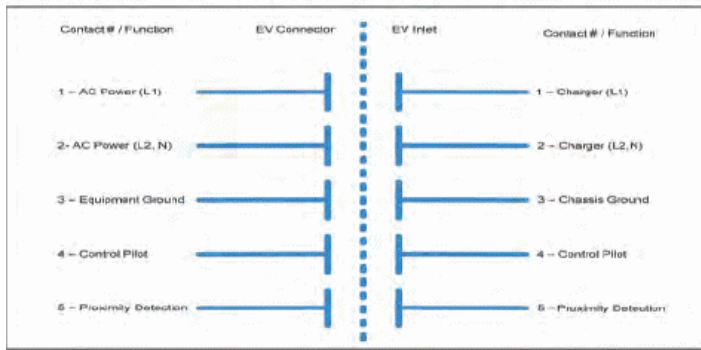 Contact # / Function EV Connector EV Inlet Contact # / Function
1 – AC Power (L1) 1 – Charger (L1)
2- AC Power (L2, N) 2 – Charger (L2, N)
3 – Equipment Ground 3 – Chassis Ground
4 – Control Pilot 4 – Control Pilot
5 – Proximity Detection 5 – Proximity Detection